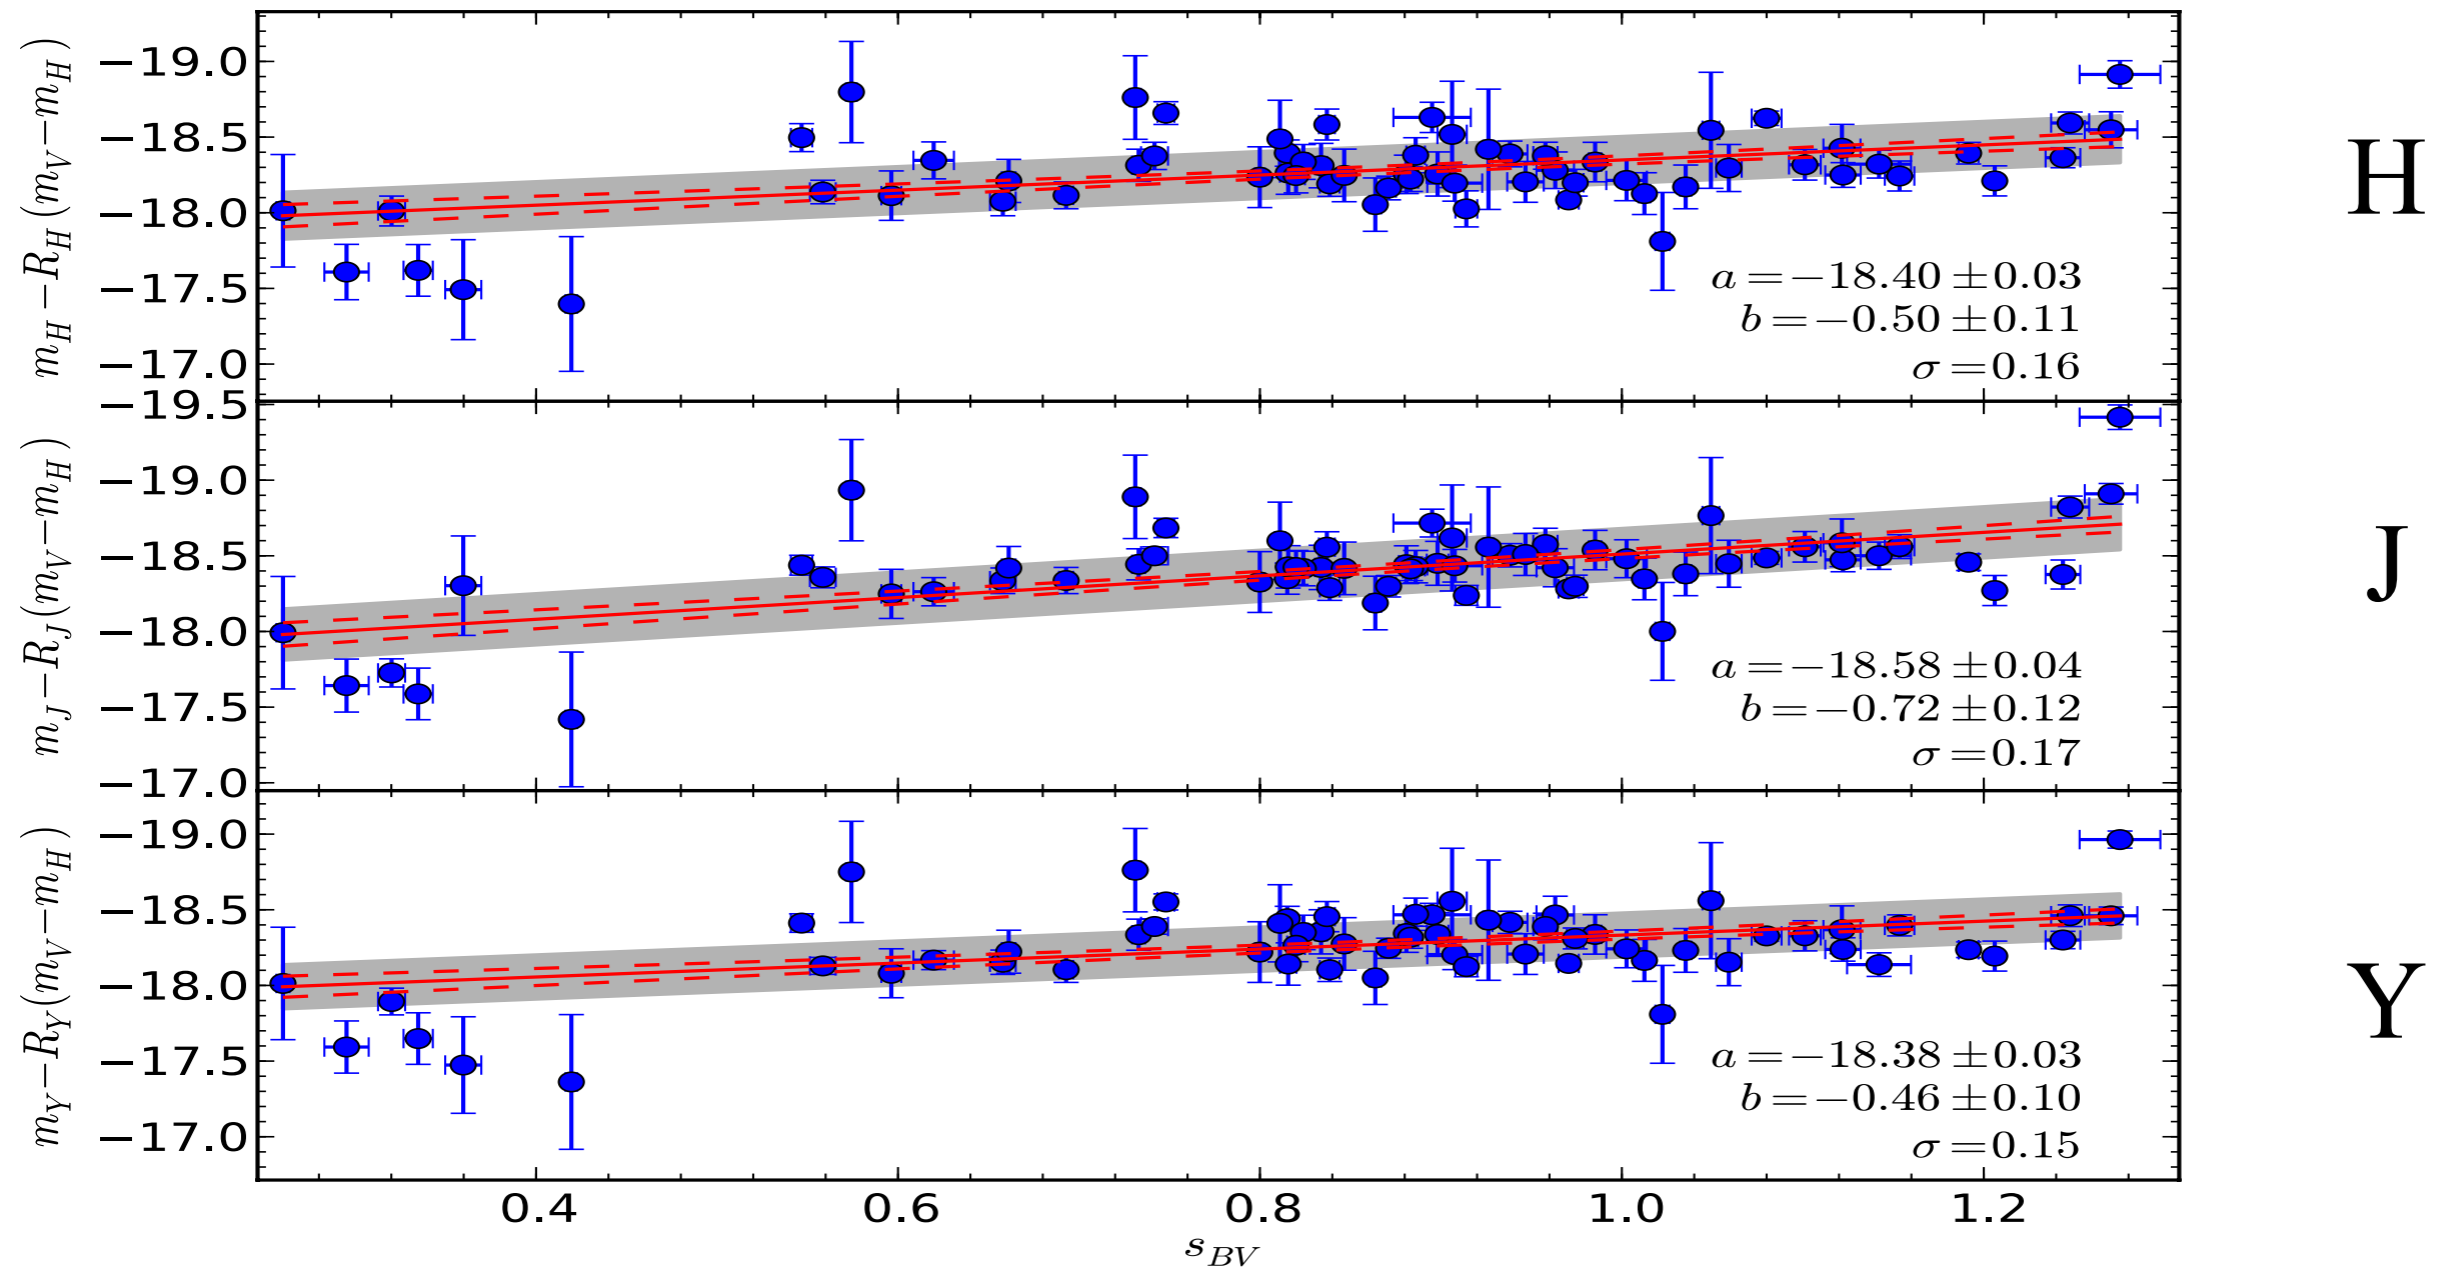 m_H−R_H(m_V−m_H)
−19.0
−18.5
−18.0
−17.5
−17.0
a=−18.40 ±0.03
b=−0.50 ±0.11
σ=0.16
H
m_J−R_J(m_V−m_H)
−19.5
−19.0
−18.5
−18.0
−17.5
−17.0
a=−18.58 ±0.04
b=−0.72 ±0.12
σ=0.17
J
m_Y−R_Y(m_V−m_H)
−19.0
−18.5
−18.0
−17.5
−17.0
a=−18.38 ±0.03
b=−0.46 ±0.10
σ=0.15
Y
0.4 0.6 0.8 1.0 1.2
s_BV